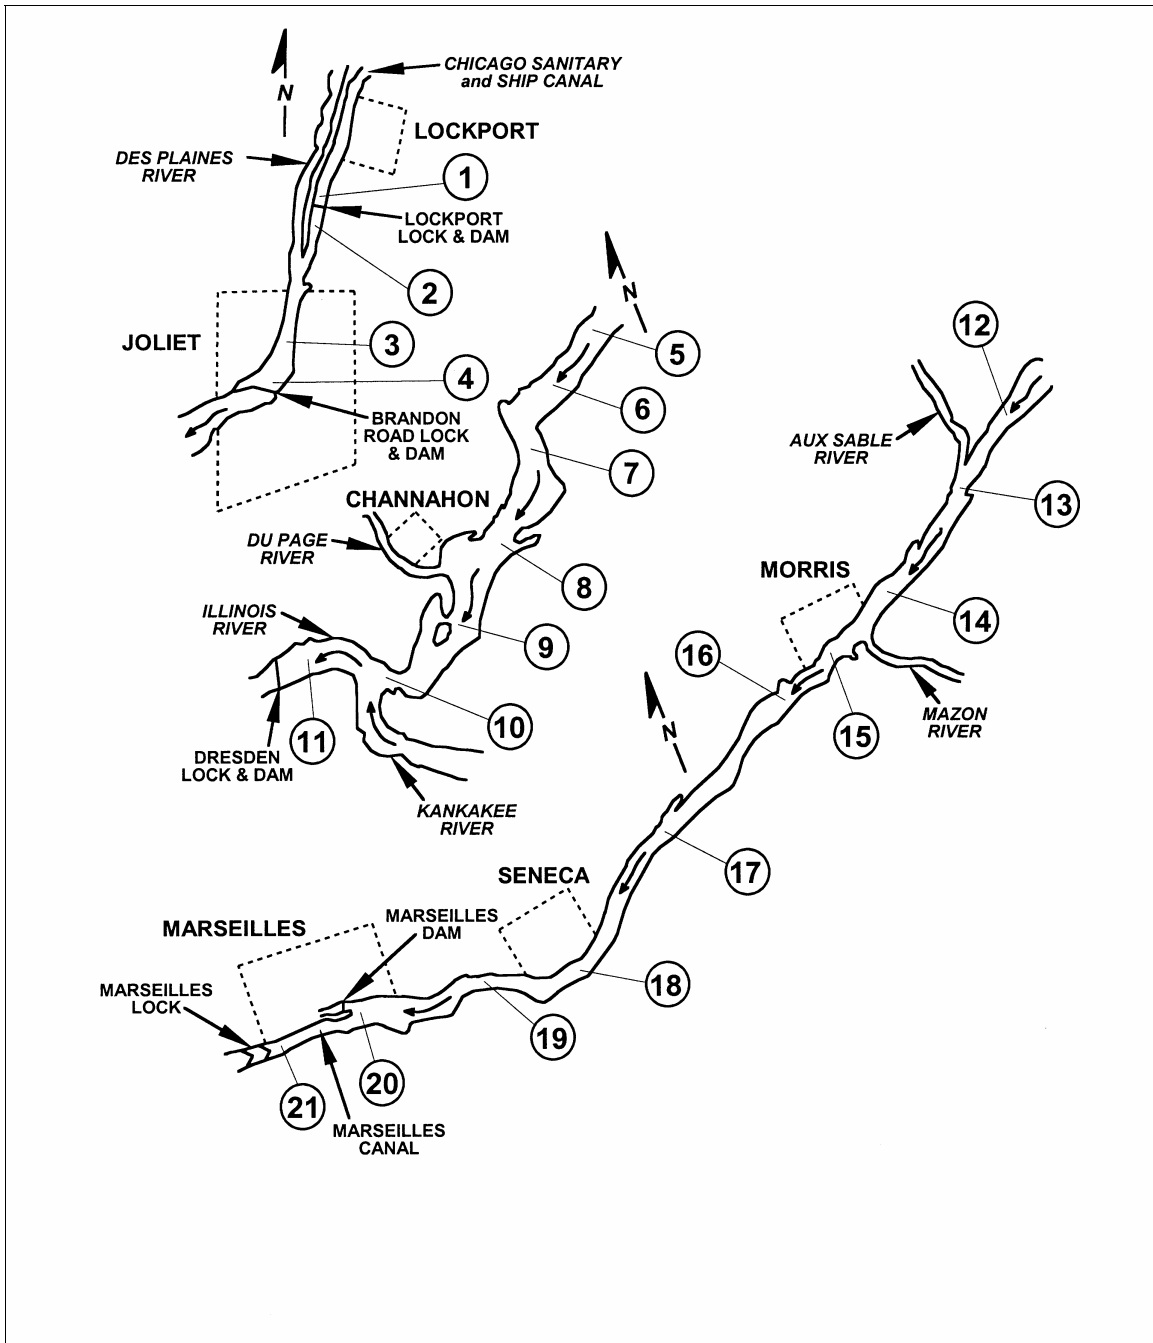 CHICAGO SANITARY
and SHIP CANAL
N
LOCKPORT
DES PLAINES
RIVER
1
LOCKPORT
LOCK & DAM
2
JOLIET
3
4
BRANDON
ROAD LOCK
& DAM
N
5
6
7
CHANNAHON
DU PAGE
RIVER
8
ILLINOIS
RIVER
9
10
11
DRESDEN
LOCK & DAM
KANKAKEE
RIVER
12
AUX SABLE
RIVER
13
MORRIS
14
16
15
MAZON
RIVER
N
17
SENECA
18
MARSEILLES
DAM
MARSEILLES
MARSEILLES
LOCK
19
20
21
MARSEILLES
CANAL